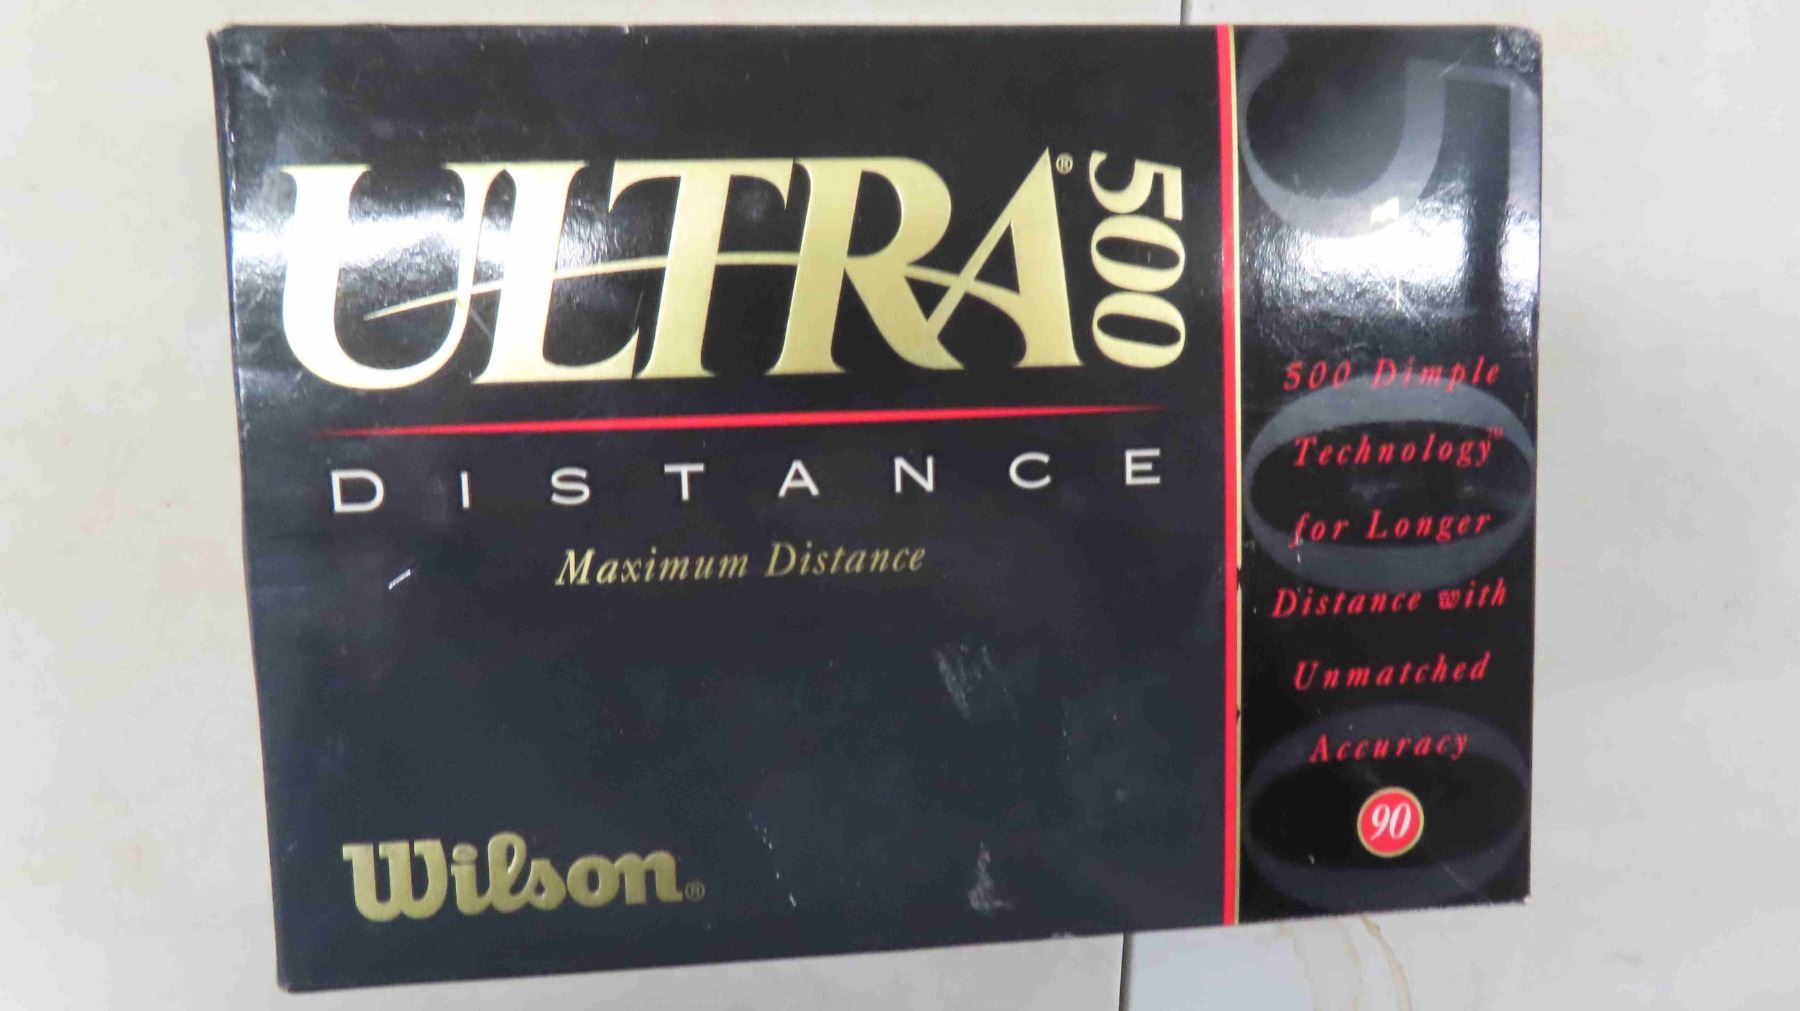 ULTRA® 500
DISTANCE
Maximum Distance
Wilson®
500 Dimple
Technology™
for Longer
Distance with
Unmatched
Accuracy
90